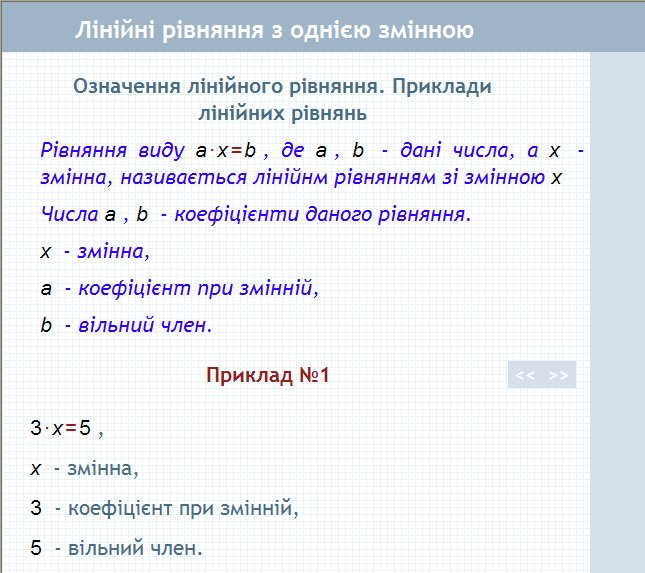 Лінійні рівняння з однією змінною
Означення лінійного рівняння. Приклади
лінійних рівнянь
Рівняння виду a·x=b , де a , b - дані числа, а x -
змінна, називається лінійнм рівнянням зі змінною x
Числа a , b - коефіцієнти даного рівняння.
x - змінна,
a - коефіцієнт при змінній,
b - вільний член.
Приклад №1
<< >>
3·x=5 ,
x - змінна,
3 - коефіцієнт при змінній,
5 - вільний член.